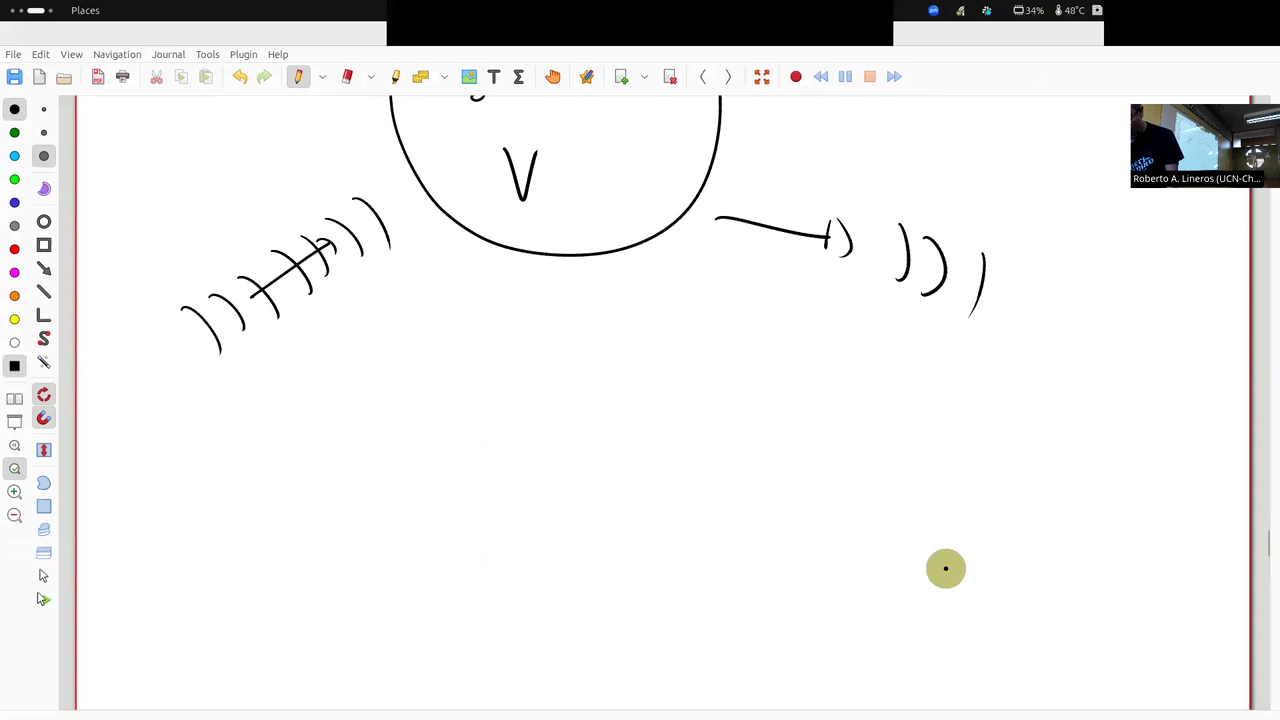 Places
34%
48°C
File Edit View Navigation Journal Tools Plugin Help
Roberto A. Lineros (UCN-Ch...
V